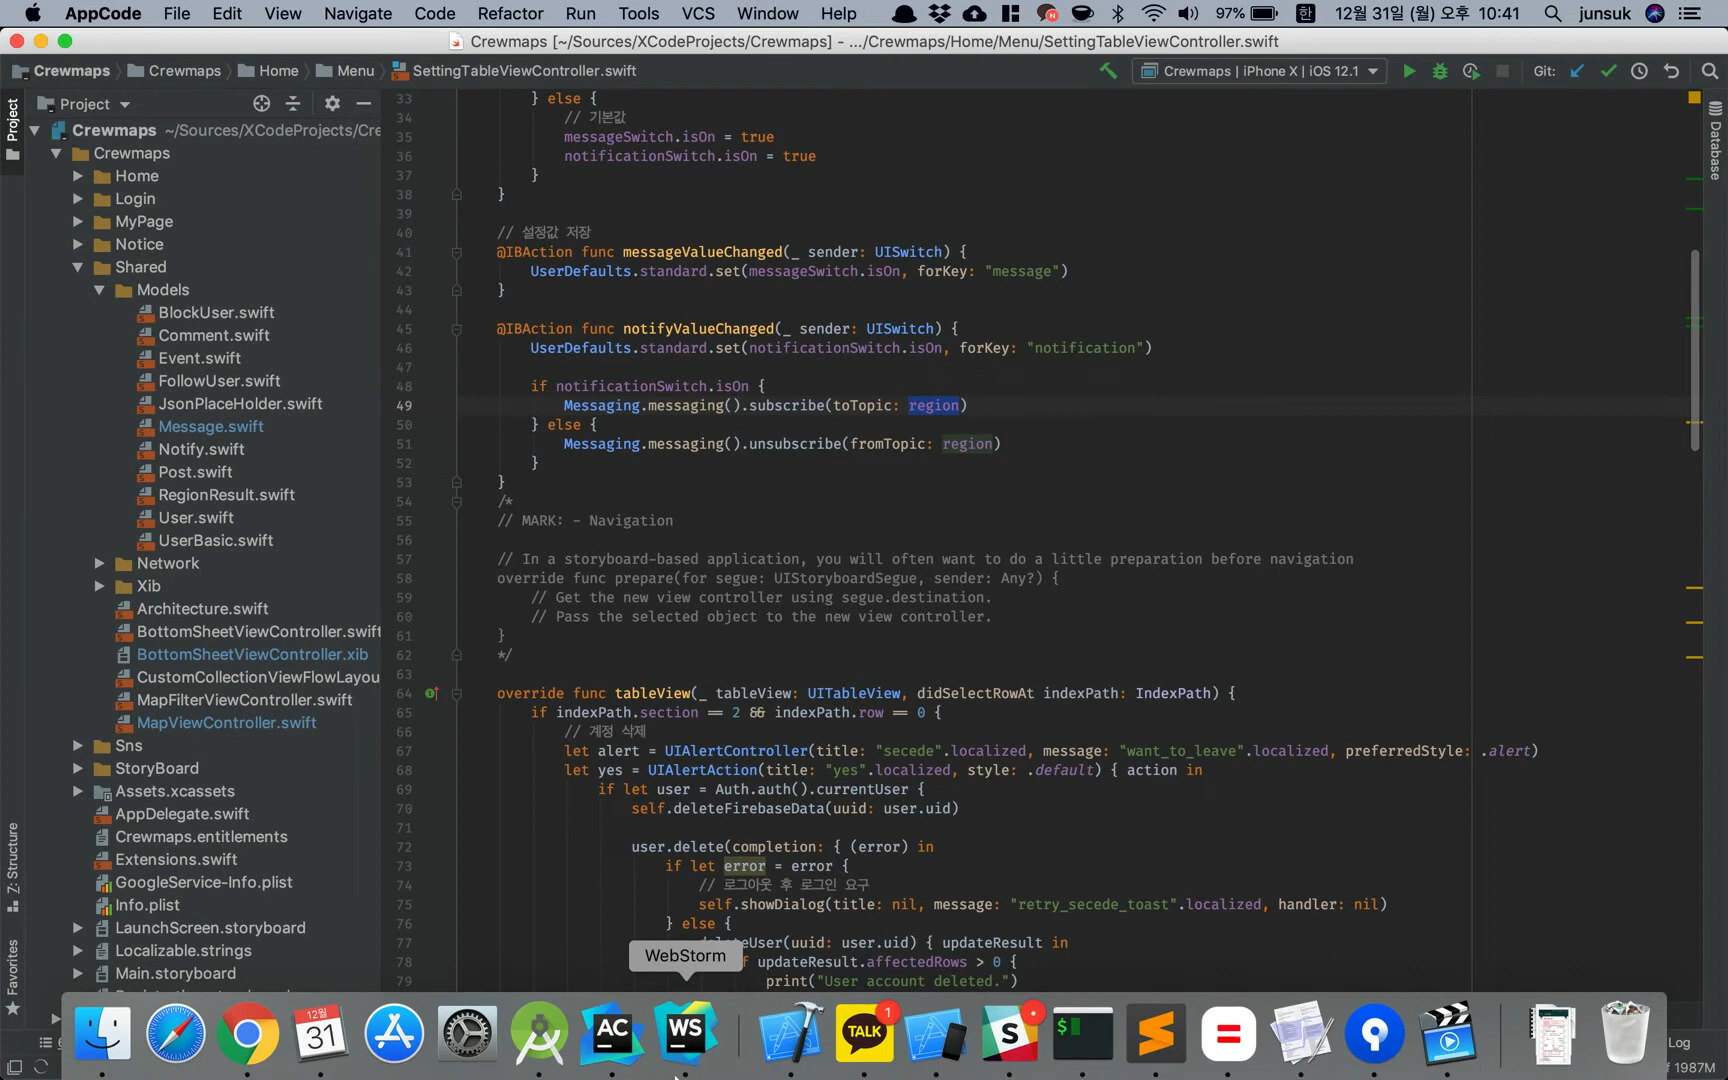 AppCode File Edit View Navigate Code Refactor Run Tools VCS Window Help 97% 한 12월 31일 (월) 오후 10:41 junsuk
Crewmaps [~/Sources/XCodeProjects/Crewmaps] - .../Crewmaps/Home/Menu/SettingTableViewController.swift
Crewmaps Crewmaps Home Menu SettingTableViewController.swift Crewmaps | iPhone X | iOS 12.1 Git:
Project
Project
Crewmaps ~/Sources/XCodeProjects/Cre
Crewmaps
Home
Login
MyPage
Notice
Shared
Models
BlockUser.swift
Comment.swift
Event.swift
FollowUser.swift
JsonPlaceHolder.swift
Message.swift
Notify.swift
Post.swift
RegionResult.swift
User.swift
UserBasic.swift
Network
Xib
Architecture.swift
BottomSheetViewController.swift
BottomSheetViewController.xib
CustomCollectionViewFlowLayou
MapFilterViewController.swift
MapViewController.swift
Sns
StoryBoard
Assets.xcassets
AppDelegate.swift
Crewmaps.entitlements
Extensions.swift
GoogleService-Info.plist
Info.plist
LaunchScreen.storyboard
Localizable.strings
Main.storyboard
Z: Structure
Favorites
33 } else {
34 // 기본값
35 messageSwitch.isOn = true
36 notificationSwitch.isOn = true
37 }
38 }
39
40 // 설정값 저장
41 @IBAction func messageValueChanged(_ sender: UISwitch) {
42 UserDefaults.standard.set(messageSwitch.isOn, forKey: "message")
43 }
44
45 @IBAction func notifyValueChanged(_ sender: UISwitch) {
46 UserDefaults.standard.set(notificationSwitch.isOn, forKey: "notification")
47
48 if notificationSwitch.isOn {
49 Messaging.messaging().subscribe(toTopic: region)
50 } else {
51 Messaging.messaging().unsubscribe(fromTopic: region)
52 }
53 }
54 /*
55 // MARK: - Navigation
56
57 // In a storyboard-based application, you will often want to do a little preparation before navigation
58 override func prepare(for segue: UIStoryboardSegue, sender: Any?) {
59 // Get the new view controller using segue.destination.
60 // Pass the selected object to the new view controller.
61 }
62 */
63
64 override func tableView(_ tableView: UITableView, didSelectRowAt indexPath: IndexPath) {
65 if indexPath.section == 2 && indexPath.row == 0 {
66 // 계정 삭제
67 let alert = UIAlertController(title: "secede".localized, message: "want_to_leave".localized, preferredStyle: .alert)
68 let yes = UIAlertAction(title: "yes".localized, style: .default) { action in
69 if let user = Auth.auth().currentUser {
70 self.deleteFirebaseData(uuid: user.uid)
71
72 user.delete(completion: { (error) in
73 if let error = error {
74 // 로그아웃 후 로그인 요구
75 self.showDialog(title: nil, message: "retry_secede_toast".localized, handler: nil)
76 } else {
77 eUser(uuid: user.uid) { updateResult in
78 f updateResult.affectedRows > 0 {
79 print("User account deleted.")
Database
WebStorm
12월
31
AC
WS
TALK
1
S
$
Log
1987M